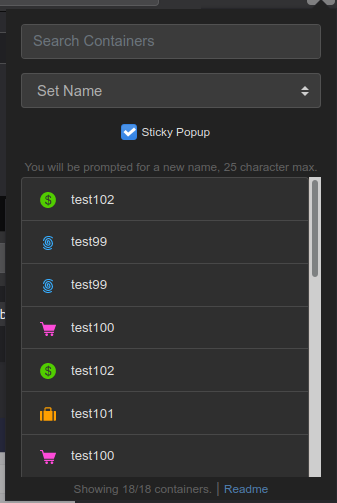 Search Containers
Set Name
Sticky Popup
You will be prompted for a new name, 25 character max.
test102
test99
test99
test100
test102
test101
test100
Showing 18/18 containers. | Readme